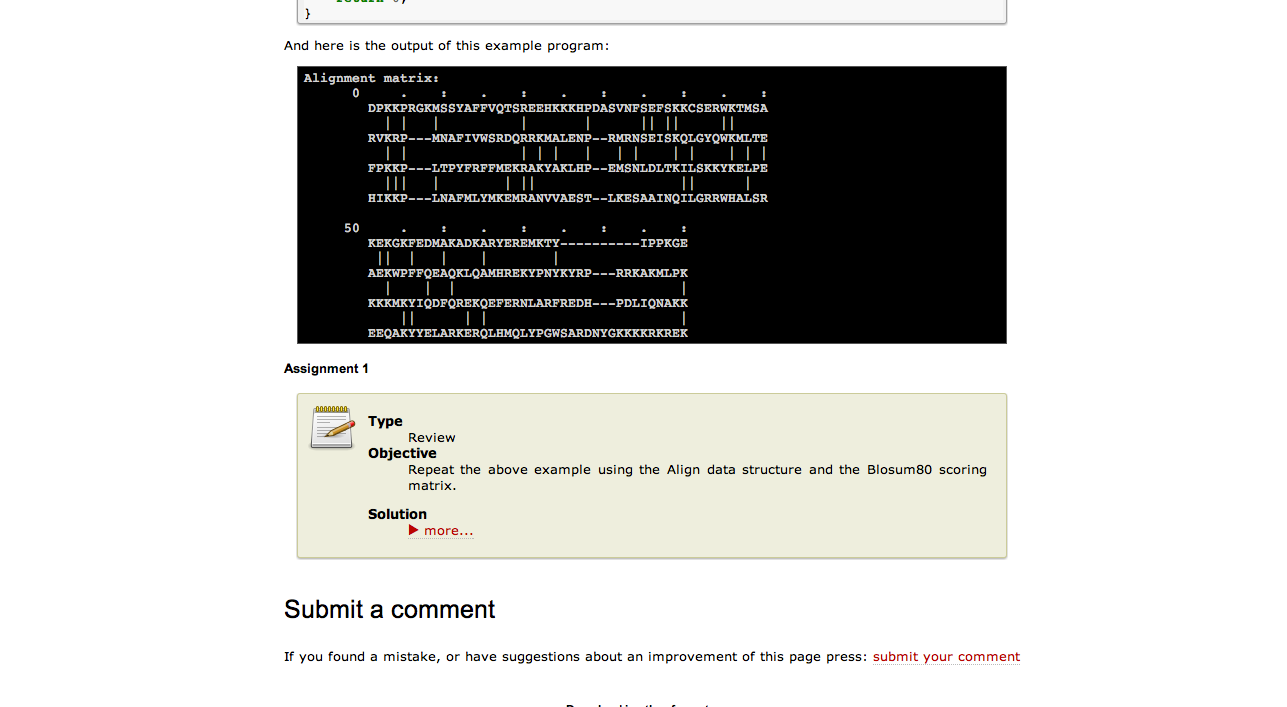 }
And here is the output of this example program:
Alignment matrix:
0     .    :    .    :    .    :    .    :    .    :
DPKKPRGKMSSYAFFVQTSREEHKKKHPDASVNFSEFSKKCSERWKTMSA
| |   |          |       |      || ||     ||
RVKRP---MNAFIVWSRDQRRKMALENP--RMRNSEISKQLGYQWKMLTE
| |              | | |   |   | |    | |    | | |
FPKKP---LTPYFRFFMEKRAKYAKLHP--EMSNLDLTKILSKKYKELPE
|||   |        | ||                  ||      |
HIKKP---LNAFMLYMKEMRANVVAEST--LKESAAINQILGRRWHALSR
50     .    :    .    :    .    :    .    :
KEKGKFEDMAKADKARYEREMKTY----------IPPKGE
||  |   |    |        |
AEKWPFFQEAQKLQAMHREKYPNYKYRP---RRKAKMLPK
|    |  |                            |
KKKMKYIQDFQREKQEFERNLARFREDH---PDLIQNAKK
||      | |                        |
EEQAKYYELARKERQLHMQLYPGWSARDNYGKKKKRKREK
Assignment 1
Type
Review
Objective
Repeat the above example using the Align data structure and the Blosum80 scoring
matrix.
Solution
▶ more...
Submit a comment
If you found a mistake, or have suggestions about an improvement of this page press: submit your comment